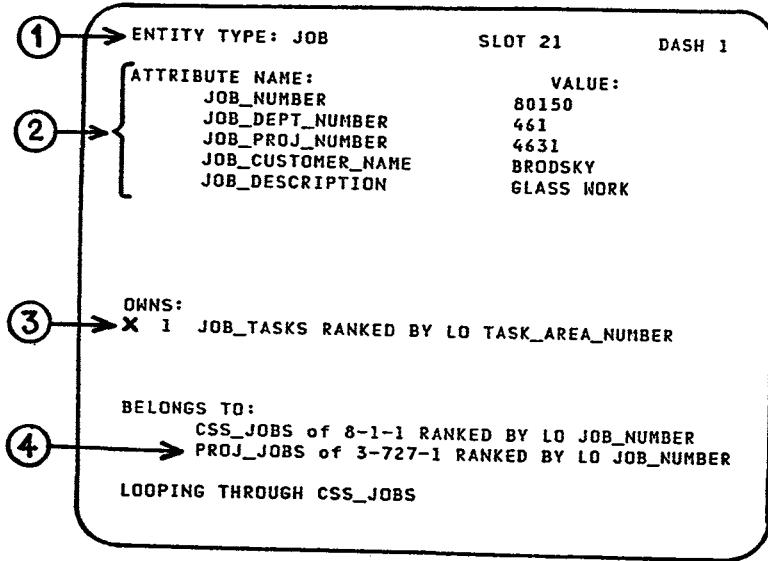 1 ENTITY TYPE: JOB SLOT 21 DASH 1
ATTRIBUTE NAME: VALUE:
JOB_NUMBER 80150
2 JOB_DEPT_NUMBER 461
JOB_PROJ_NUMBER 4631
JOB_CUSTOMER_NAME BRODSKY
JOB_DESCRIPTION GLASS WORK
OWNS:
3 X 1 JOB_TASKS RANKED BY LO TASK_AREA_NUMBER
BELONGS TO:
CSS_JOBS of 8-1-1 RANKED BY LO JOB_NUMBER
4 PROJ_JOBS of 3-727-1 RANKED BY LO JOB_NUMBER
LOOPING THROUGH CSS_JOBS